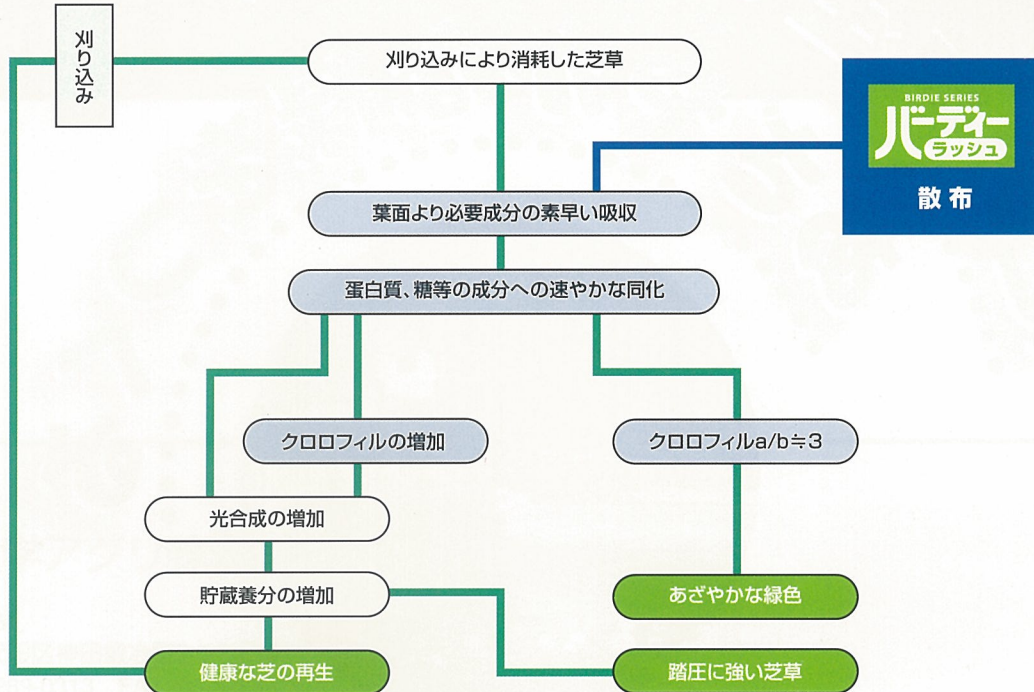 刈り込み
刈り込みにより消耗した芝草
BIRDIE SERIES
バーディー
ラッシュ
散布
葉面より必要成分の素早い吸収
蛋白質、糖等の成分への速やかな同化
クロロフィルの増加
クロロフィルa/b≒3
光合成の増加
貯蔵養分の増加
あざやかな緑色
健康な芝の再生
踏圧に強い芝草